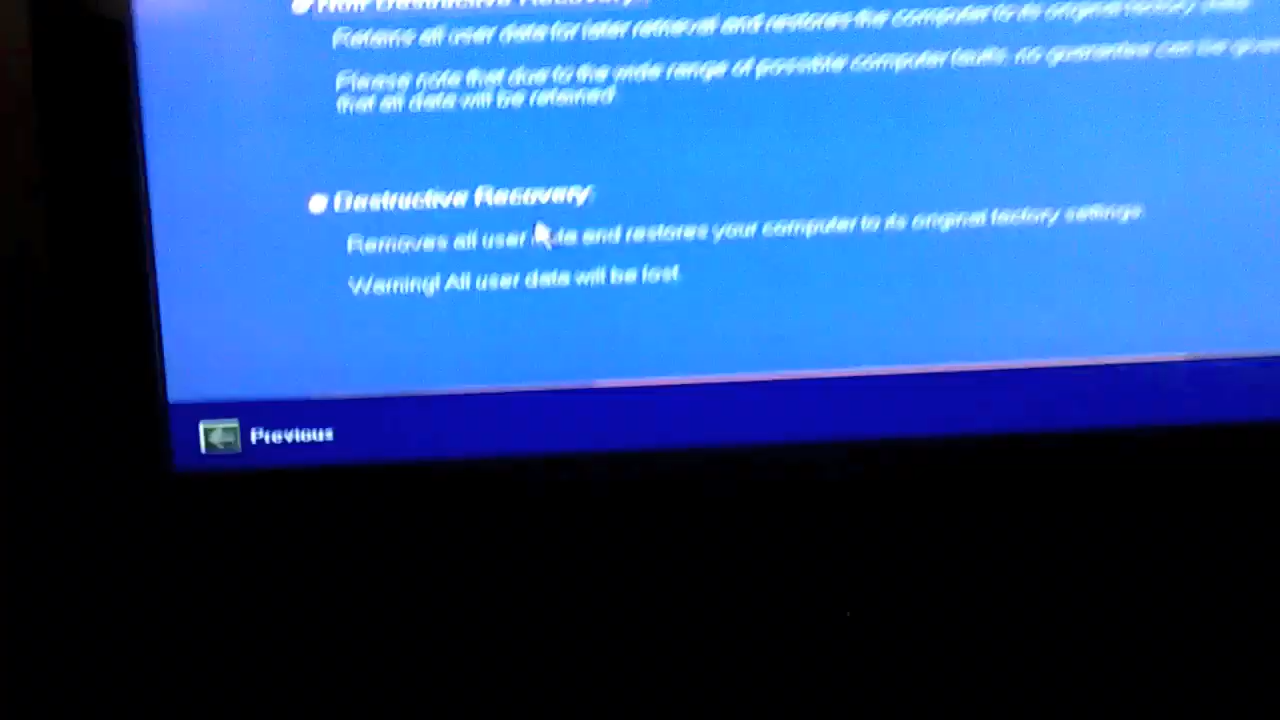 Non Destructive Recovery
Retains all user data for later retrieval and restores the computer to its original factory
Please note that due to the wide range of possible computer faults, no guarantee can be
that all data will be retained
Destructive Recovery
Removes all user and restores your computer to its original factory settings.
Warning! All user data will be lost.
Previous